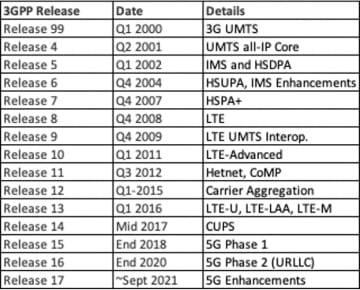 3GPP Release Date Details
Release 99 Q1 2000 3G UMTS
Release 4 Q2 2001 UMTS all-IP Core
Release 5 Q1 2002 IMS and HSDPA
Release 6 Q4 2004 HSUPA, IMS Enhancements
Release 7 Q4 2007 HSPA+
Release 8 Q4 2008 LTE
Release 9 Q4 2009 LTE UMTS Interop.
Release 10 Q1 2011 LTE-Advanced
Release 11 Q3 2012 Hetnet, CoMP
Release 12 Q1-2015 Carrier Aggregation
Release 13 Q1 2016 LTE-U, LTE-LAA, LTE-M
Release 14 Mid 2017 CUPS
Release 15 End 2018 5G Phase 1
Release 16 End 2020 5G Phase 2 (URLLC)
Release 17 ~Sept 2021 5G Enhancements